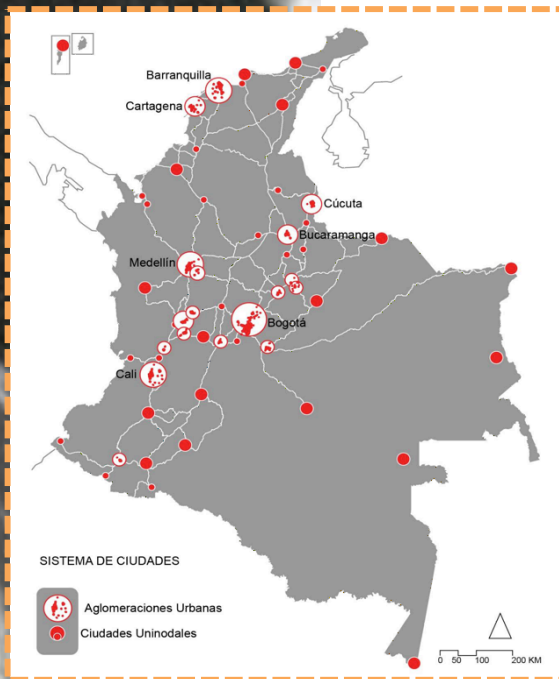 Barranquilla
Cartagena
Cúcuta
Bucaramanga
Medellín
Bogotá
Cali
SISTEMA DE CIUDADES
Aglomeraciones Urbanas
Ciudades Uninodales
0 50 100 200 KM